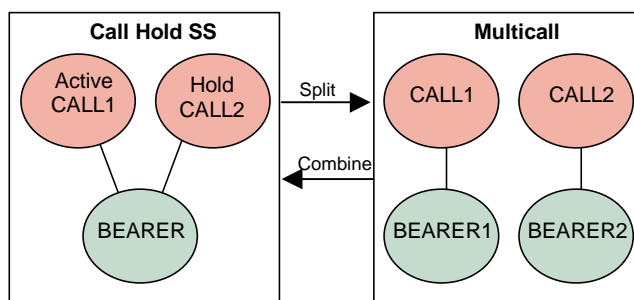 Call Hold SS
Active
CALL1
Hold
CALL2
BEARER
Split
Combine
Multicall
CALL1
CALL2
BEARER1
BEARER2